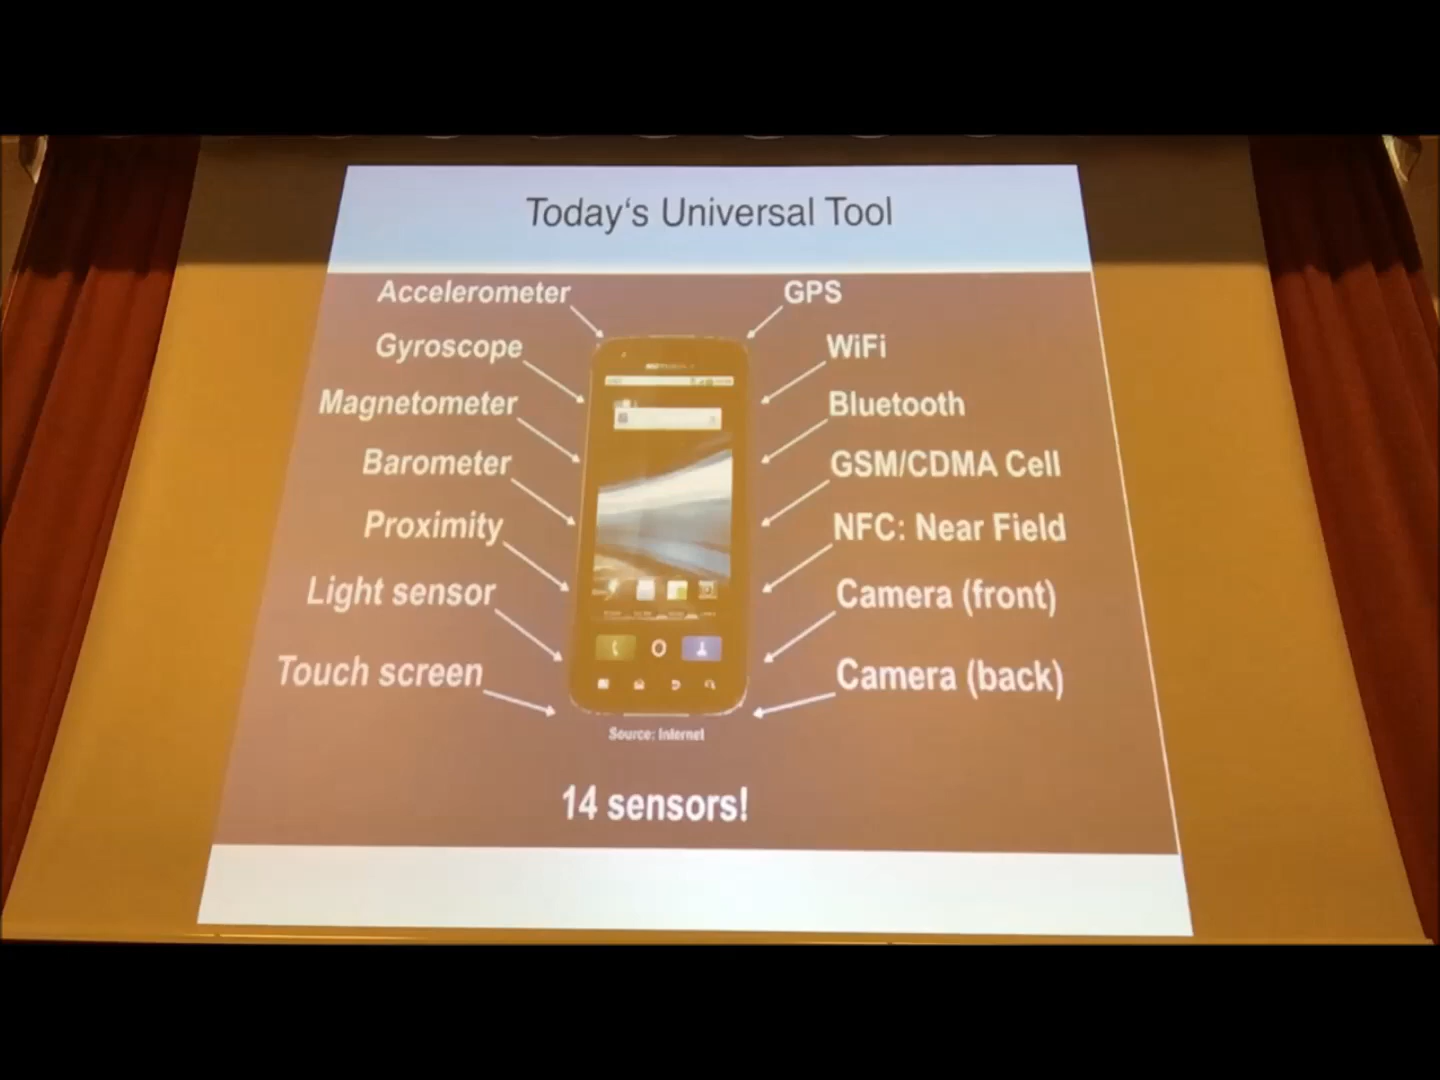 Today‘s Universal Tool
Accelerometer
Gyroscope
Magnetometer
Barometer
Proximity
Light sensor
Touch screen
GPS
WiFi
Bluetooth
GSM/CDMA Cell
NFC: Near Field
Camera (front)
Camera (back)
Source: Internet
14 sensors!